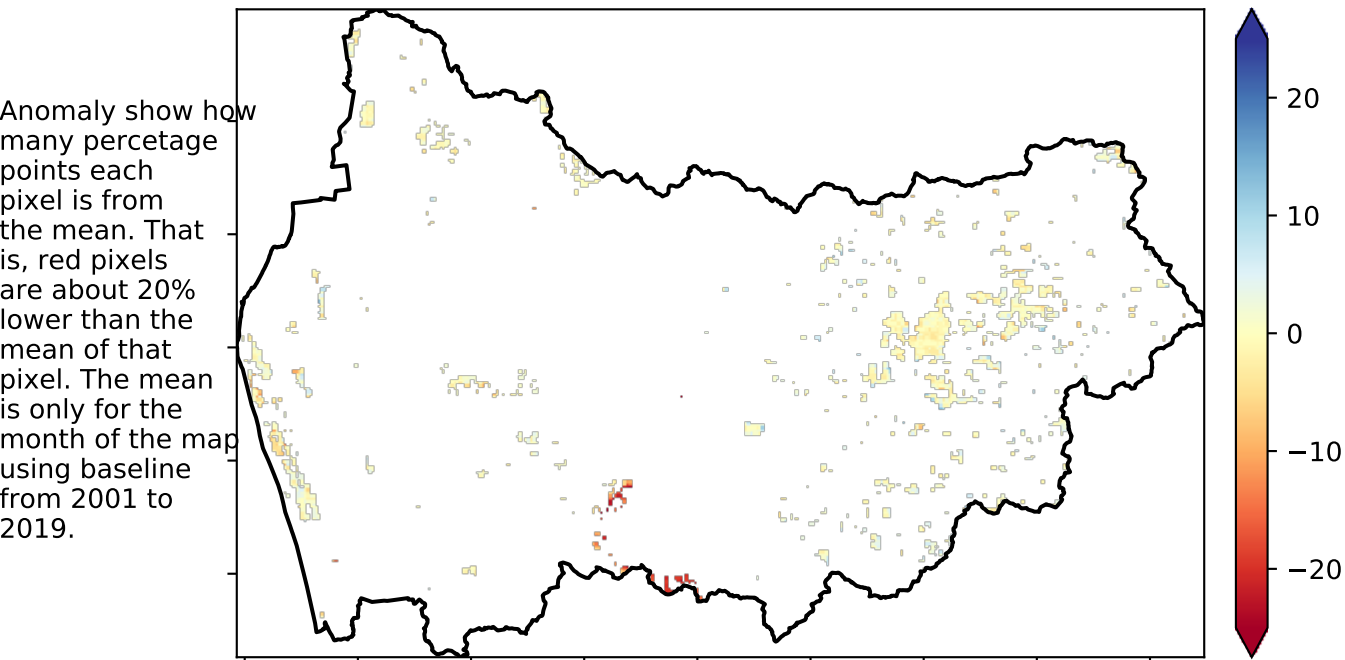 Anomaly show how
many percetage
points each
pixel is from
the mean. That
is, red pixels
are about 20%
lower than the
mean of that
pixel. The mean
is only for the
month of the map
using baseline
from 2001 to
2019.
20
10
0
−10
−20